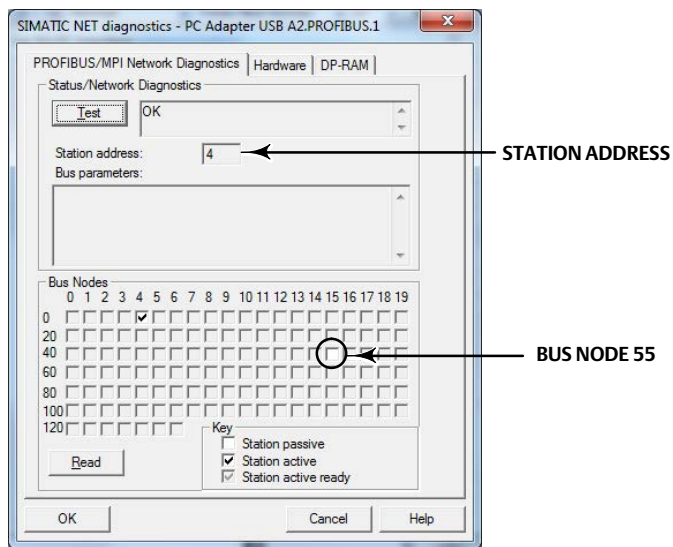 SIMATIC NET diagnostics - PC Adapter USB A2.PROFIBUS.1
x
PROFIBUS/MPI Network Diagnostics Hardware DP-RAM
Status/Network Diagnostics
Test OK
Station address: 4 STATION ADDRESS
Bus parameters:
Bus Nodes
0 1 2 3 4 5 6 7 8 9 10 11 12 13 14 15 16 17 18 19
0
20
40 BUS NODE 55
60
80
100
120
Key
Station passive
Read Station active
Station active ready
OK Cancel Help